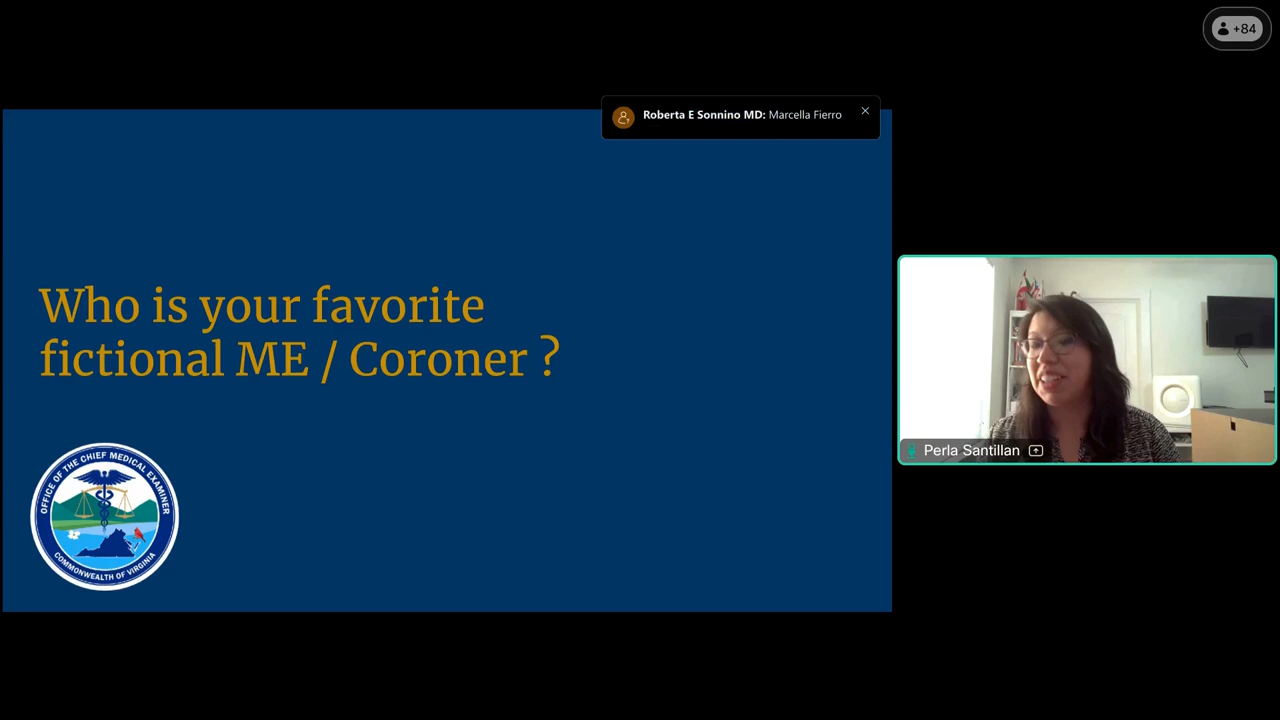 +84
Roberta E Sonnino MD: Marcella Fierro
Who is your favorite
fictional ME / Coroner ?
OFFICE OF THE CHIEF MEDICAL EXAMINER
COMMONWEALTH OF VIRGINIA
Perla Santillan